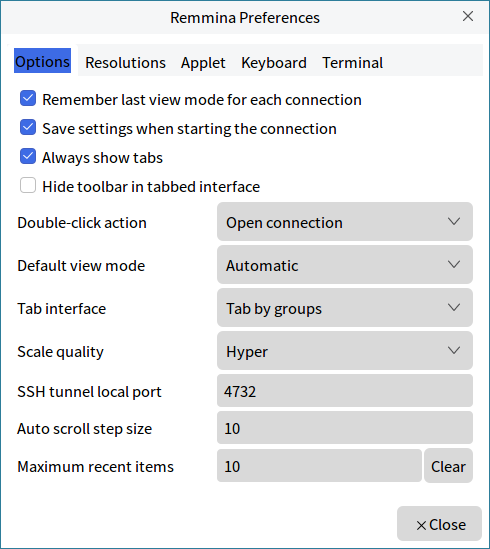 Remmina Preferences
Options Resolutions Applet Keyboard Terminal
Remember last view mode for each connection
Save settings when starting the connection
Always show tabs
Hide toolbar in tabbed interface
Double-click action Open connection
Default view mode Automatic
Tab interface Tab by groups
Scale quality Hyper
SSH tunnel local port 4732
Auto scroll step size 10
Maximum recent items 10 Clear
Close